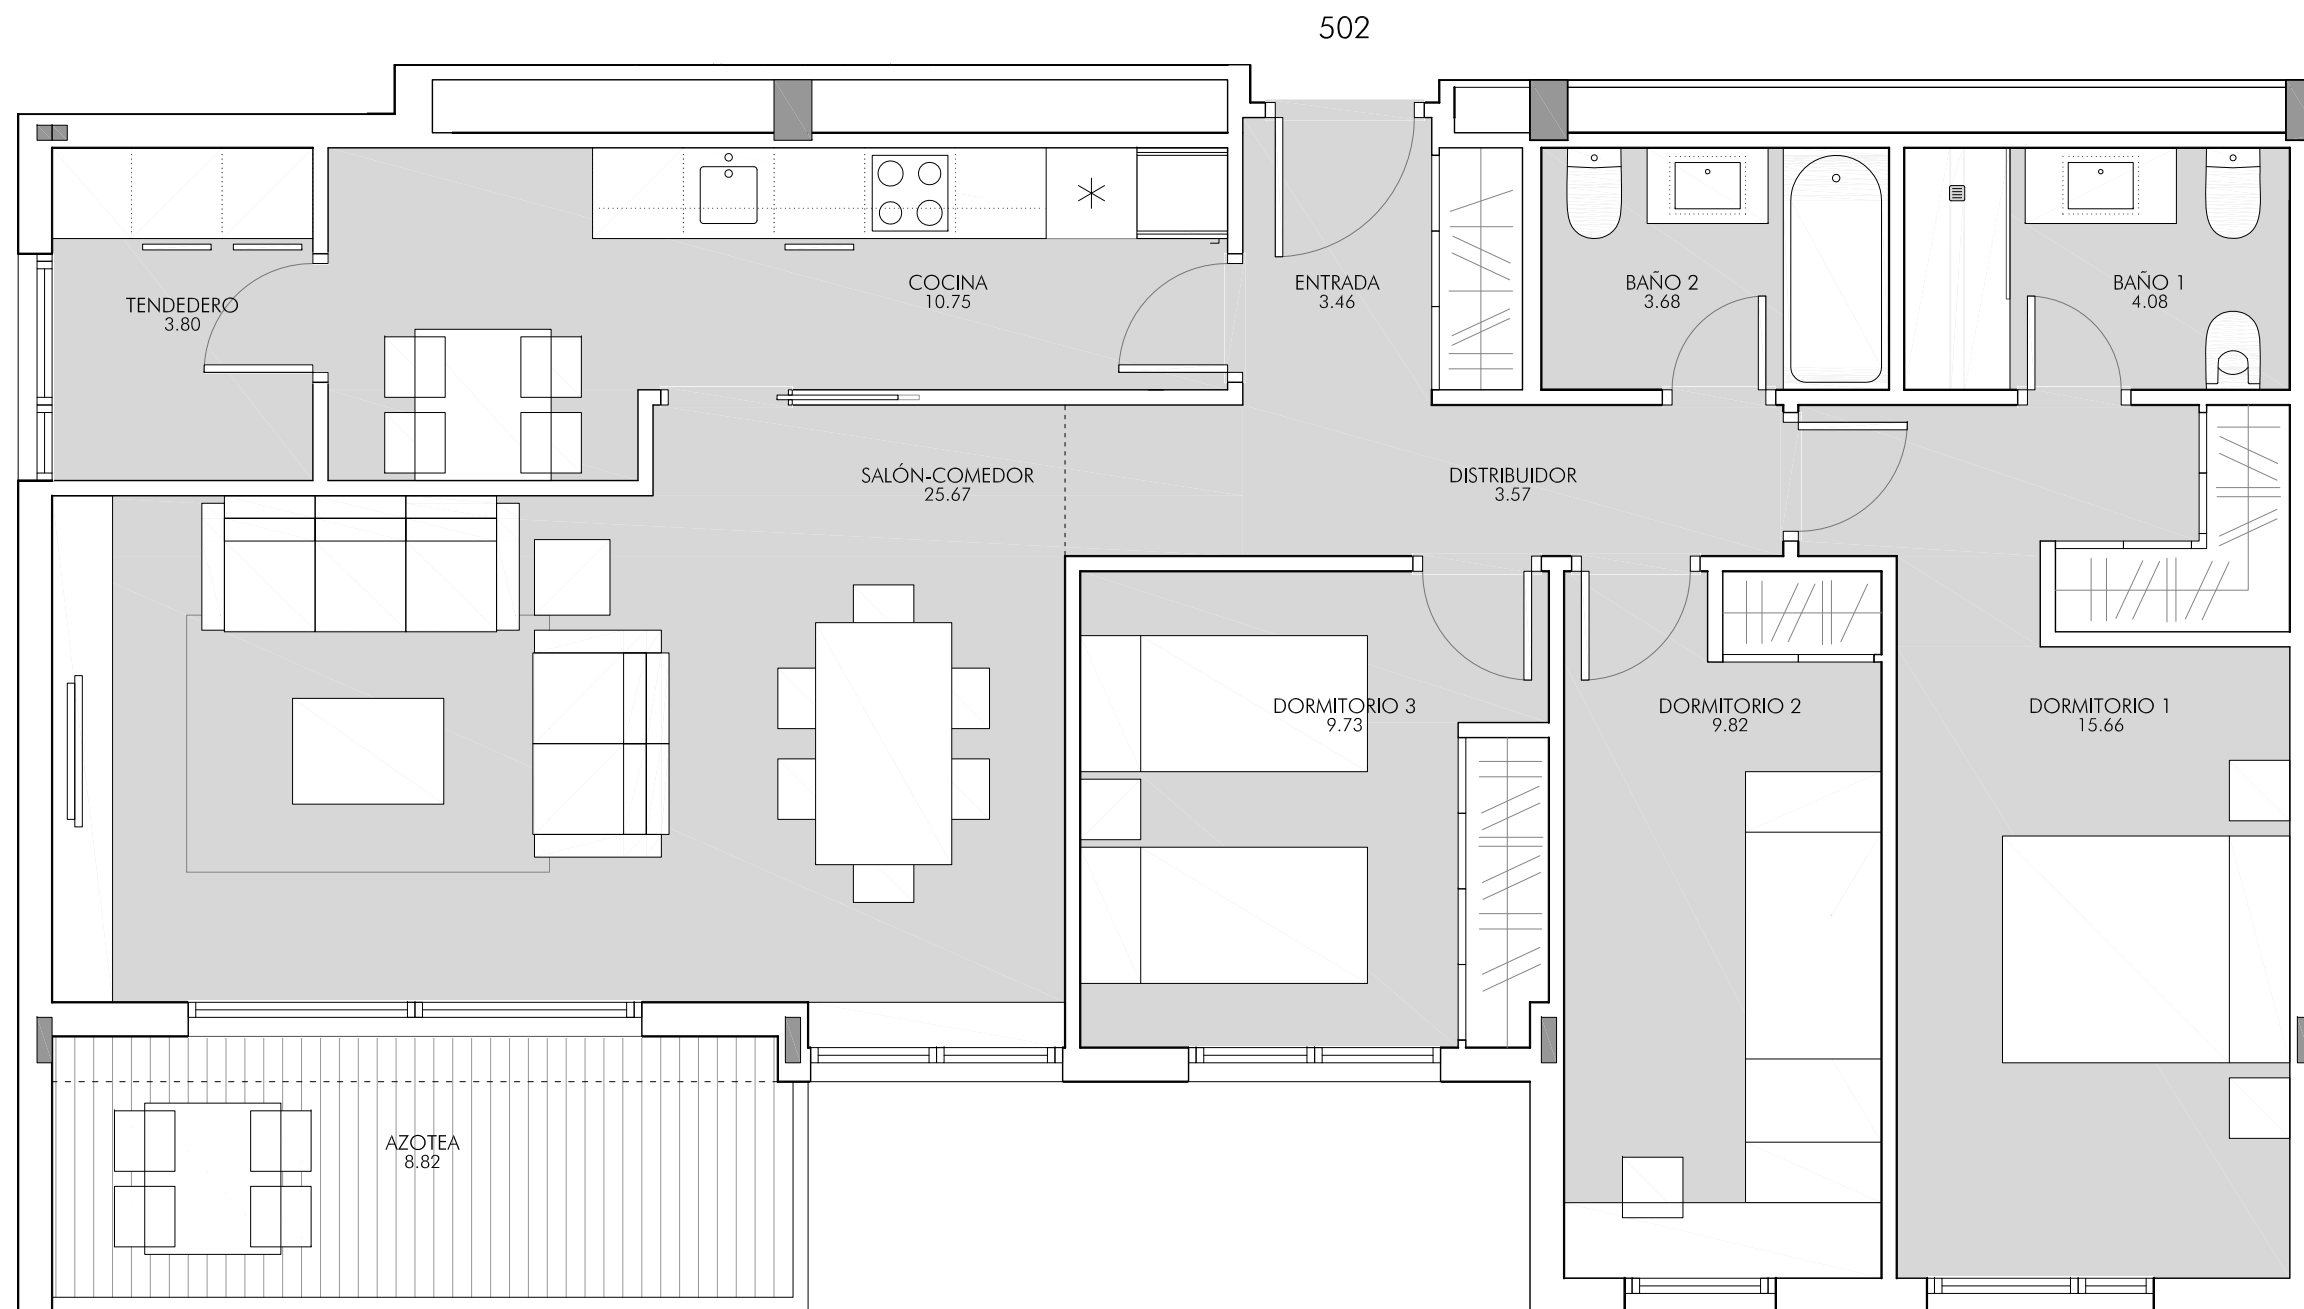 502
COCINA
10.75
ENTRADA
3.46
BAÑO 2
3.68
BAÑO 1
4.08
TENDEDERO
3.80
SALÓN-COMEDOR
25.67
DISTRIBUIDOR
3.57
DORMITORIO 3
9.73
DORMITORIO 2
9.82
DORMITORIO 1
15.66
AZOTEA
8.82